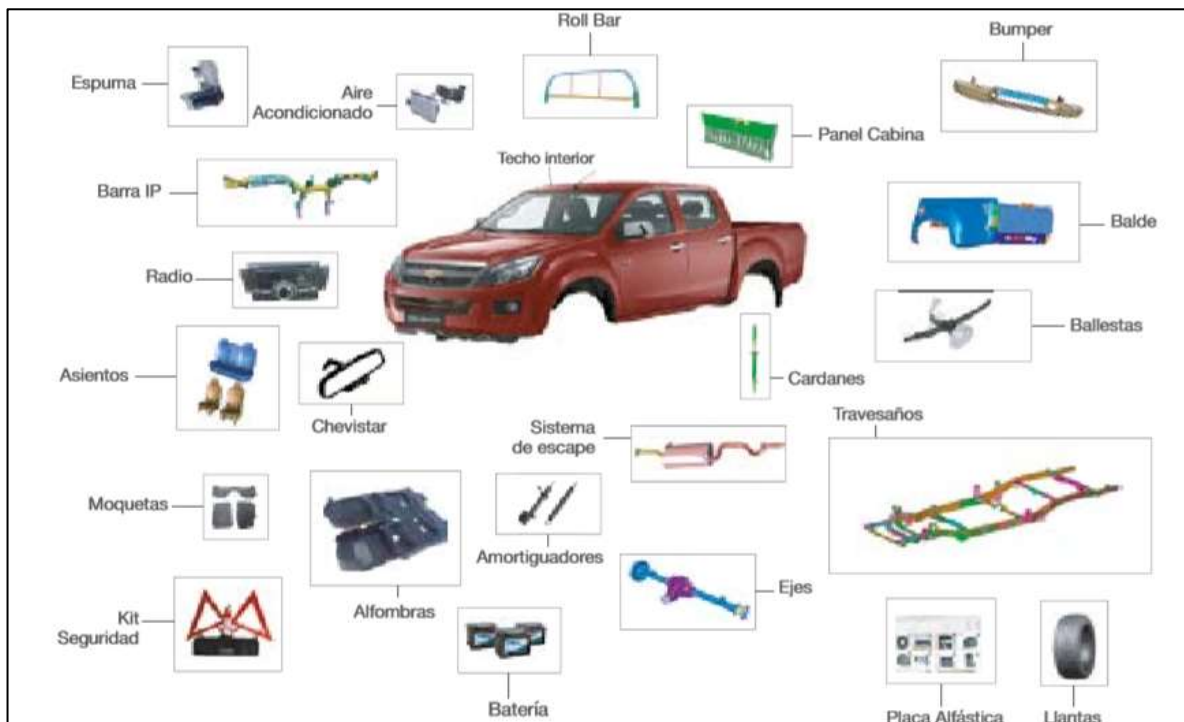 Roll Bar
Bumper
Espuma
Aire
Acondicionado
Panel Cabina
Techo interior
Barra IP
Balde
Radio
Ballestas
Asientos
Cardanes
Chevistar
Travesaños
Sistema
de escape
Moquetas
Amortiguadores
Ejes
Alfombras
Kit
Seguridad
Batería
Placa Alfástica
Llantas